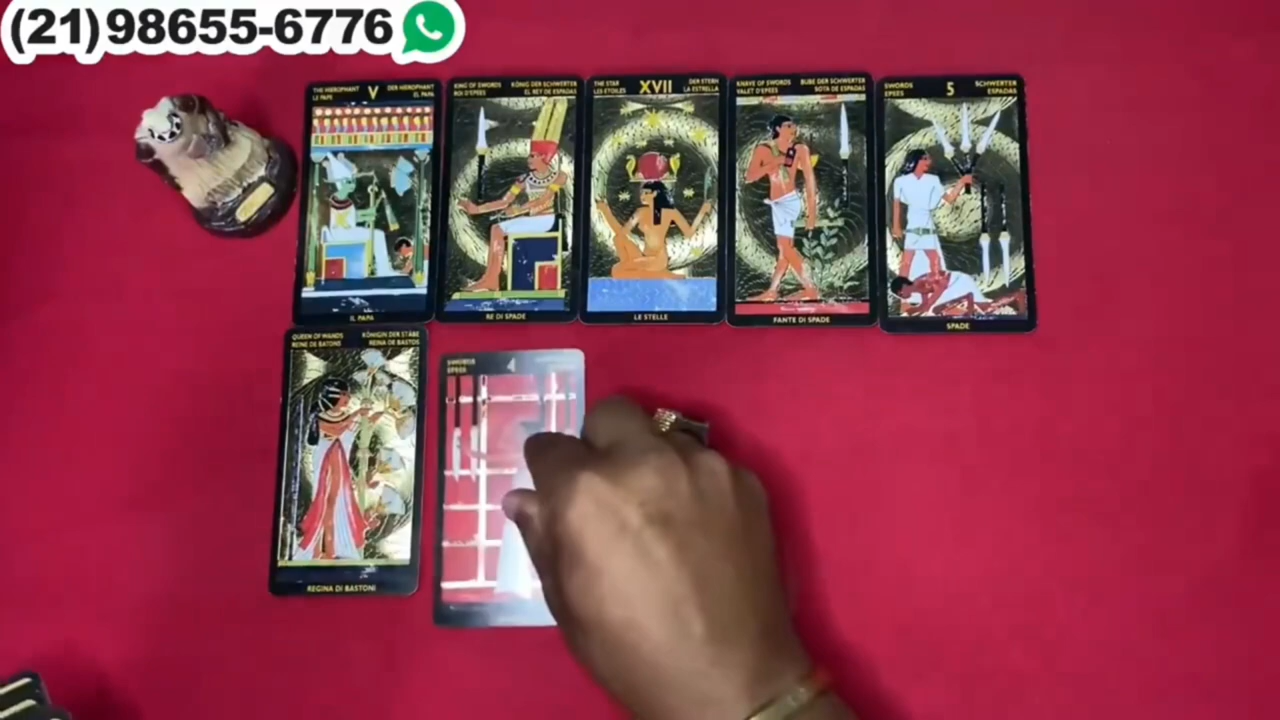 (21)98655-6776
THE HIEROPHANT
LE PAPE
V
DER HIEROPHANT
EL PAPA
IL PAPA
KING OF SWORDS
ROI D'EPEES
KÖNIG DER SCHWERTER
EL REY DE ESPADAS
RE DI SPADE
THE STAR
LES ETOILES
XVII
DER STERN
LA ESTRELLA
LE STELLE
KNAVE OF SWORDS
VALET D'EPEES
BUBE DER SCHWERTER
SOTA DE ESPADAS
FANTE DI SPADE
SWORDS
EPEES
5
SCHWERTER
ESPADAS
SPADE
QUEEN OF WANDS
REINE DE BATONS
KÖNIGIN DER STÄBE
REINA DE BASTOS
REGINA DI BASTONI
SWORDS
EPEES
4